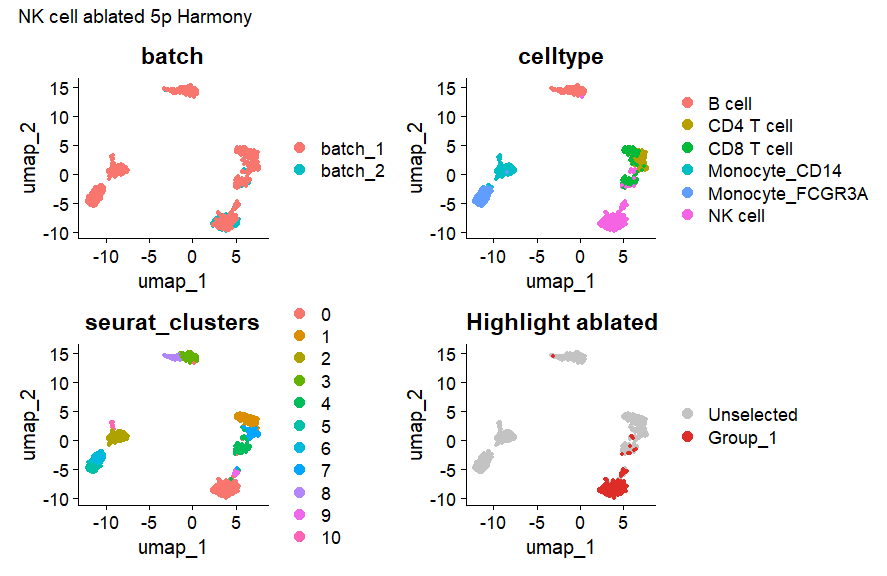 NK cell ablated 5p Harmony
batch
15
10
5
0
-5
-10
umap_2
-10
-5
0
5
umap_1
batch_1
batch_2
celltype
15
10
5
0
-5
-10
umap_2
-10
-5
0
5
umap_1
B cell
CD4 T cell
CD8 T cell
Monocyte_CD14
Monocyte_FCGR3A
NK cell
seurat_clusters
15
10
5
0
-5
-10
umap_2
-10
-5
0
5
umap_1
0
1
2
3
4
5
6
7
8
9
10
Highlight ablated
15
10
5
0
-5
-10
umap_2
-10
-5
0
5
umap_1
Unselected
Group_1